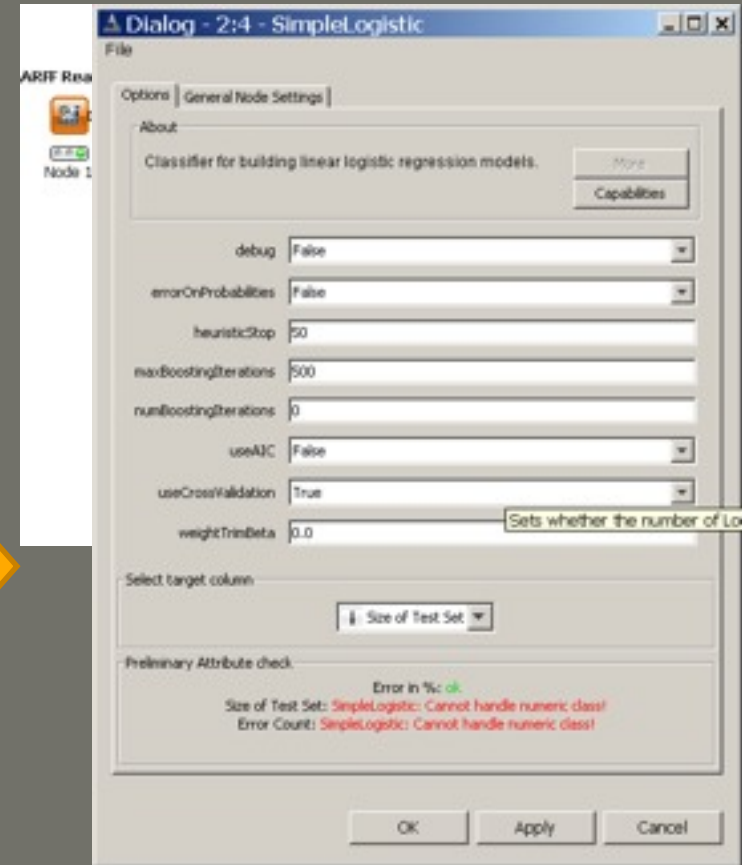 Dialog - 2:4 - SimpleLogistic
File
ARFF Rea
Node 1
Options
General Node Settings
About
Classifier for building linear logistic regression models.
More
Capabilities
debug False
errorOnProbabilities False
heuristicStop 50
maxBoostingIterations 500
numBoostingIterations 0
useAIC False
useCrossValidation True
Sets whether the number of Lo
weightTrimBeta 0.0
Select target column
Size of Test Set
Preliminary Attribute check
Error in %: ok
Size of Test Set: SimpleLogistic: Cannot handle numeric class!
Error Count: SimpleLogistic: Cannot handle numeric class!
OK Apply Cancel